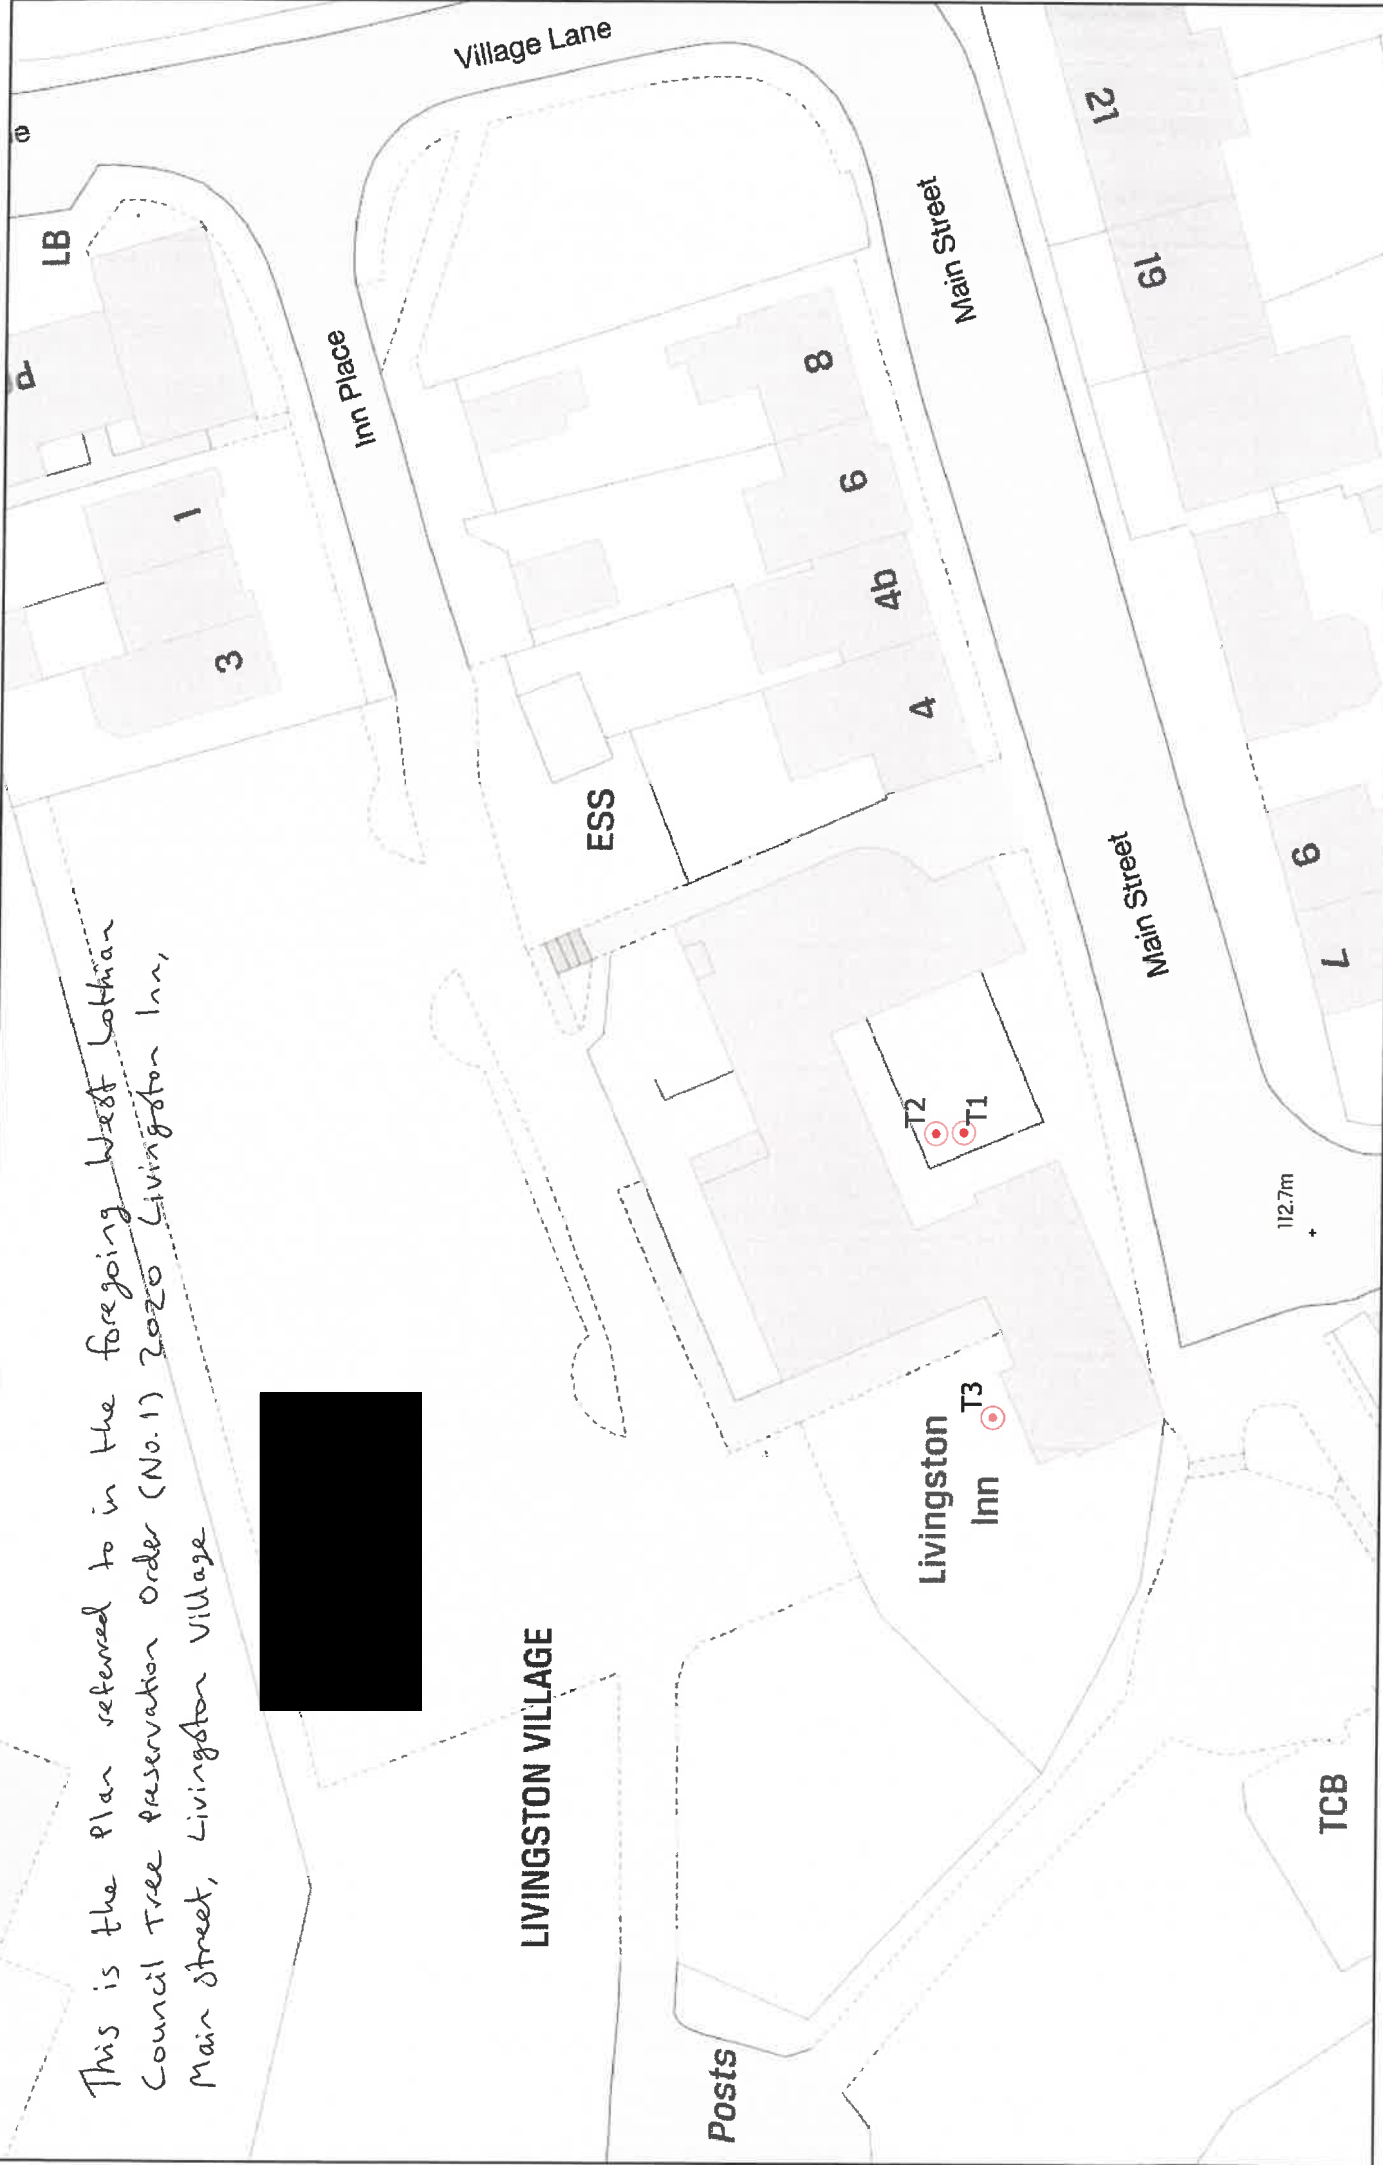 This is the Plan referred to in the foregoing West Lothian
Council Tree Preservation Order (No.1) 2020 Livingston Inn,
Main Street, Livingston Village
Village Lane
LB
Inn Place
Main Street
21
19
1
3
8
6
4b
4
ESS
Main Street
9
7
T2
T1
112.7m
T3
Livingston
Inn
LIVINGSTON VILLAGE
TCB
Posts